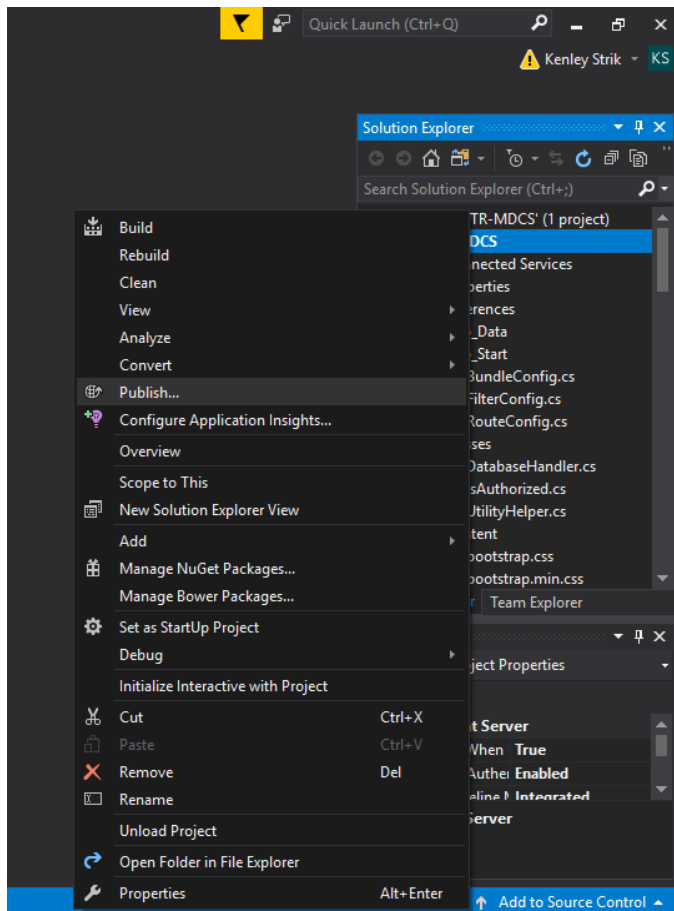 Quick Launch (Ctrl+Q)
Kenley Strik KS
Solution Explorer
Search Solution Explorer (Ctrl+;)
TR-MDCS' (1 project)
DCS
nected Services
perties
erences
_Data
_Start
BundleConfig.cs
FilterConfig.cs
RouteConfig.cs
ses
DatabaseHandler.cs
sAuthorized.cs
UtilityHelper.cs
tent
bootstrap.css
bootstrap.min.css
r Team Explorer
ject Properties
t Server
When True
Authe Enabled
eline M Integrated
Server
Add to Source Control
Build
Rebuild
Clean
View
Analyze
Convert
Publish...
Configure Application Insights...
Overview
Scope to This
New Solution Explorer View
Add
Manage NuGet Packages...
Manage Bower Packages...
Set as StartUp Project
Debug
Initialize Interactive with Project
Cut Ctrl+X
Paste Ctrl+V
Remove Del
Rename
Unload Project
Open Folder in File Explorer
Properties Alt+Enter